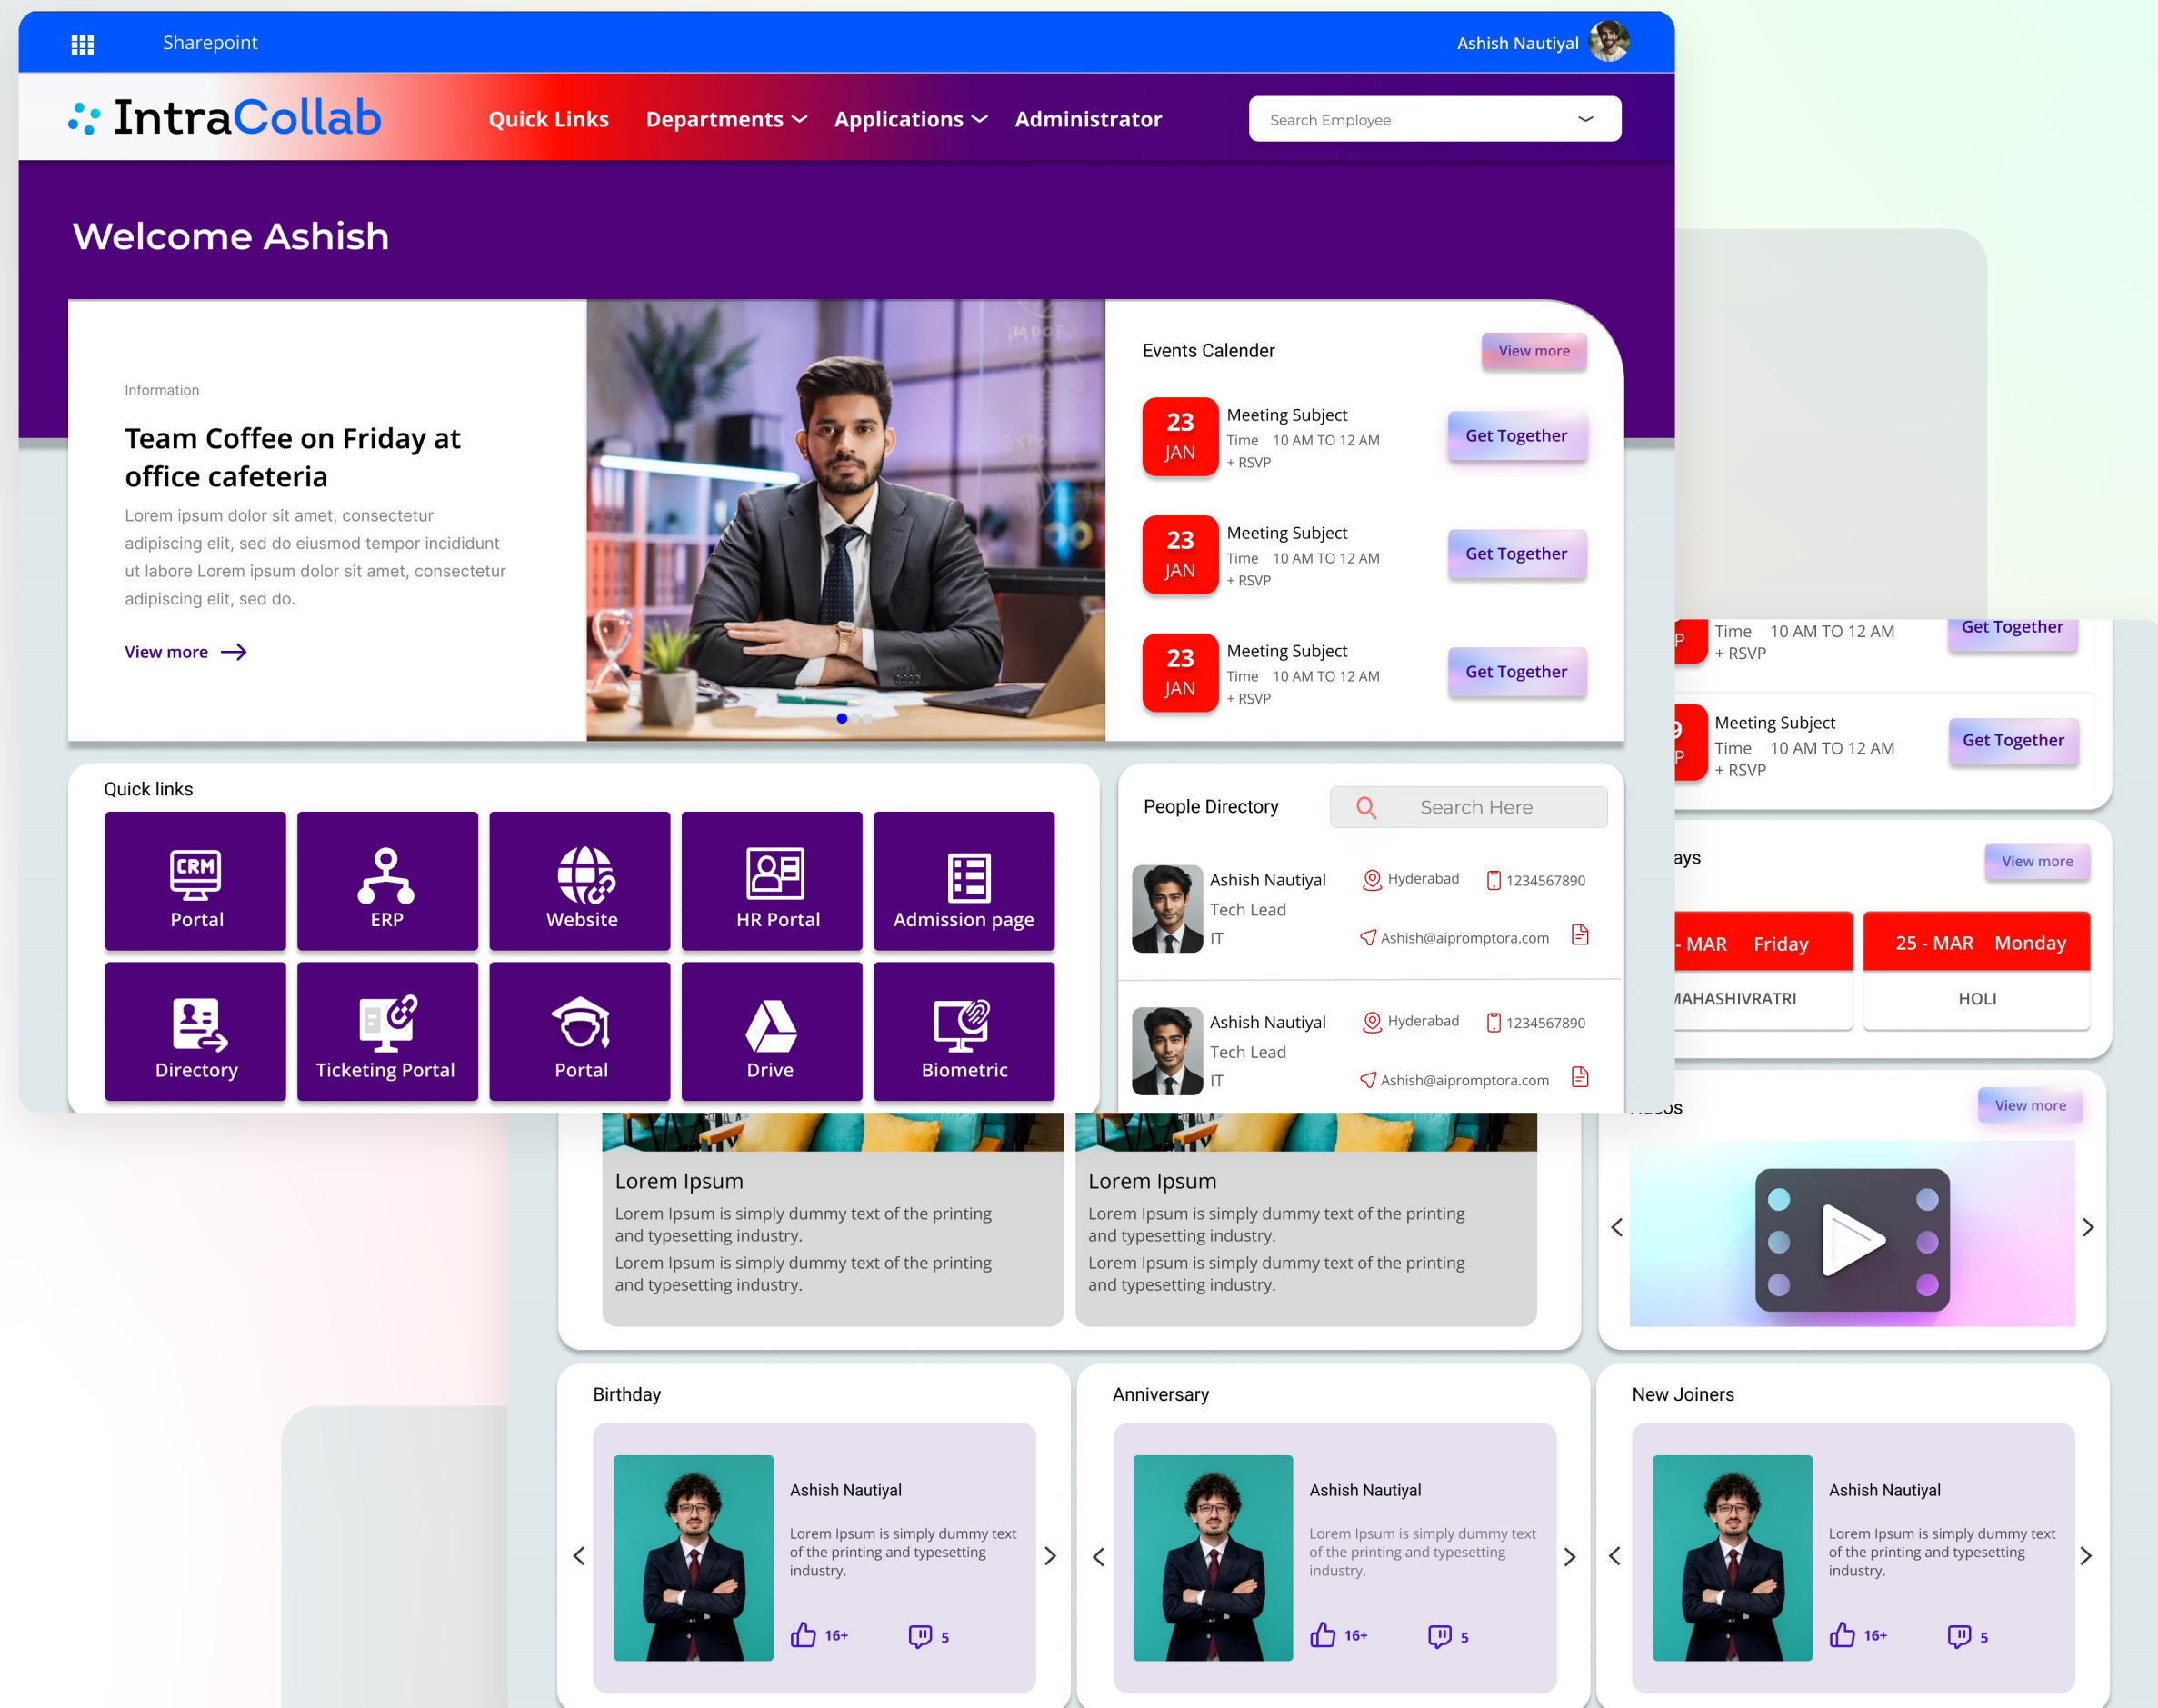 Sharepoint
Ashish Nautiyal
IntraCollab
Quick Links Departments Applications Administrator
Search Employee
Welcome Ashish
Information
Team Coffee on Friday at
office cafeteria
Lorem ipsum dolor sit amet, consectetur
adipiscing elit, sed do eiusmod tempor incididunt
ut labore Lorem ipsum dolor sit amet, consectetur
adipiscing elit, sed do.
View more
Events Calender
View more
23
JAN
Meeting Subject
Time 10 AM TO 12 AM
+ RSVP
Get Together
23
JAN
Meeting Subject
Time 10 AM TO 12 AM
+ RSVP
Get Together
23
JAN
Meeting Subject
Time 10 AM TO 12 AM
+ RSVP
Get Together
Quick links
CRM
Portal
ERP
Website
HR Portal
Admission page
Directory
Ticketing Portal
Portal
Drive
Biometric
People Directory
Search Here
Ashish Nautiyal
Tech Lead
IT
Hyderabad
1234567890
Ashish@aipromptora.com
Ashish Nautiyal
Tech Lead
IT
Hyderabad
1234567890
Ashish@aipromptora.com
Time 10 AM TO 12 AM
+ RSVP
Get Together
Meeting Subject
Time 10 AM TO 12 AM
+ RSVP
Get Together
ays
View more
- MAR Friday
MAHASHIVRATRI
25 - MAR Monday
HOLI
View more
Lorem Ipsum
Lorem Ipsum is simply dummy text of the printing
and typesetting industry.
Lorem Ipsum is simply dummy text of the printing
and typesetting industry.
Lorem Ipsum
Lorem Ipsum is simply dummy text of the printing
and typesetting industry.
Lorem Ipsum is simply dummy text of the printing
and typesetting industry.
Birthday
Ashish Nautiyal
Lorem Ipsum is simply dummy text
of the printing and typesetting
industry.
16+ 5
Anniversary
Ashish Nautiyal
Lorem Ipsum is simply dummy text
of the printing and typesetting
industry.
16+ 5
New Joiners
Ashish Nautiyal
Lorem Ipsum is simply dummy text
of the printing and typesetting
industry.
16+ 5